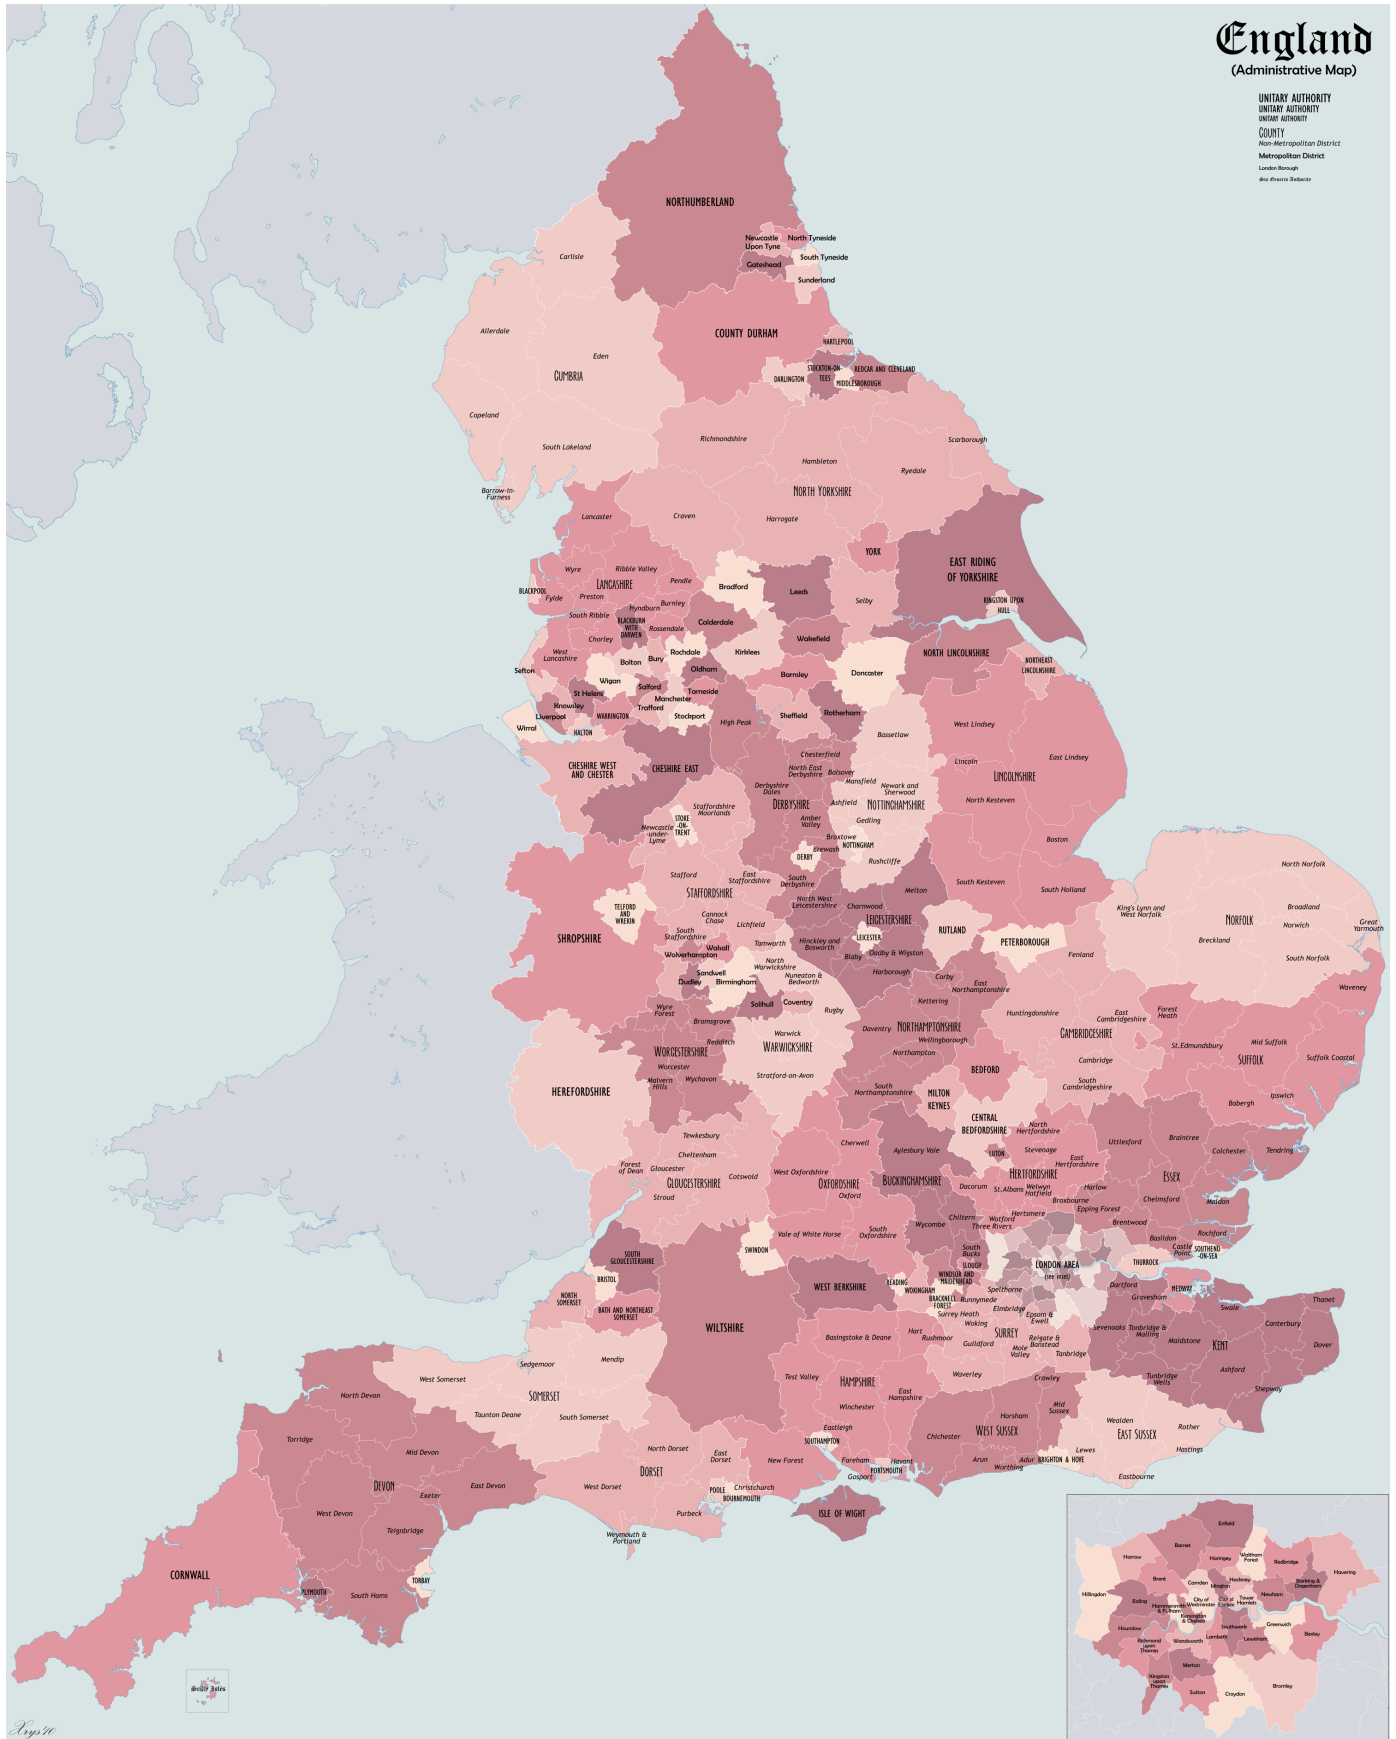 England
(Administrative Map)
UNITARY AUTHORITY
UNITARY AUTHORITY
UNITARY AUTHORITY
COUNTY
Non-Metropolitan District
Metropolitan District
London Borough
Sui Generis Authority
NORTHUMBERLAND
Newcastle
Upon Tyne
North Tyneside
Gateshead
South Tyneside
Sunderland
Carlisle
Allerdale
Eden
CUMBRIA
Copeland
South Lakeland
Barrow-in-
Furness
COUNTY DURHAM
HARTLEPOOL
STOCKTON-ON-
TEES
REDCAR AND CLEVELAND
DARLINGTON
MIDDLESBOROUGH
Richmondshire
Scarborough
Hambleton
Ryedale
NORTH YORKSHIRE
Craven
Harrogate
Lancaster
YORK
EAST RIDING
OF YORKSHIRE
KINGSTON UPON
HULL
Selby
Wyre
Ribble Valley
LANCASHIRE
Pendle
BLACKPOOL
Fylde
Preston
Hyndburn
Burnley
South Ribble
BLACKBURN
WITH
DARWEN
Rossendale
Chorley
West
Lancashire
Bradford
Leeds
Calderdale
Wakefield
Kirklees
Barnsley
Doncaster
Sheffield
Rotherham
Rochdale
Bolton
Bury
Oldham
Wigan
Salford
Tameside
Manchester
Trafford
Stockport
Sefton
St Helens
Knowsley
Liverpool
Wirral
WARRINGTON
HALTON
NORTH LINCOLNSHIRE
NORTHEAST
LINCOLNSHIRE
West Lindsey
East Lindsey
Lincoln
LINCOLNSHIRE
North Kesteven
Boston
South Kesteven
South Holland
High Peak
Chesterfield
North East
Derbyshire
Bolsover
Derbyshire
Dales
DERBYSHIRE
Amber
Valley
DERBY
Erewash
South
Derbyshire
Bassetlaw
Mansfield
Newark and
Sherwood
Ashfield
NOTTINGHAMSHIRE
Gedling
Broxtowe
NOTTINGHAM
Rushcliffe
CHESHIRE WEST
AND CHESTER
CHESHIRE EAST
Staffordshire
Moorlands
STOKE
-ON-
TRENT
Newcastle
-under-
Lyme
Stafford
East
Staffordshire
STAFFORDSHIRE
Cannock
Chase
Lichfield
South
Staffordshire
Tamworth
TELFORD
AND
WREKIN
SHROPSHIRE
Walsall
Wolverhampton
Sandwell
Dudley
Birmingham
Solihull
Coventry
Melton
North West
Leicestershire
Charnwood
LEICESTERSHIRE
LEICESTER
Hinckley and
Bosworth
Blaby
Oadby & Wigston
Harborough
RUTLAND
PETERBOROUGH
Fenland
North
Warwickshire
Nuneaton &
Bedworth
Rugby
Warwick
WARWICKSHIRE
Stratford-on-Avon
Wyre
Forest
Bromsgrove
Redditch
WORCESTERSHIRE
Worcester
Malvern
Hills
Wychavon
HEREFORDSHIRE
Corby
East
Northamptonshire
Kettering
Daventry
NORTHAMPTONSHIRE
Wellingborough
Northampton
South
Northamptonshire
Huntingdonshire
East
Cambridgeshire
CAMBRIDGESHIRE
Cambridge
South
Cambridgeshire
North Norfolk
King's Lynn and
West Norfolk
Broadland
NORFOLK
Norwich
Great
Yarmouth
Breckland
South Norfolk
Waveney
Forest
Heath
St.Edmundsbury
Mid Suffolk
SUFFOLK
Suffolk Coastal
Ipswich
Babergh
BEDFORD
MILTON
KEYNES
CENTRAL
BEDFORDSHIRE
LUTON
North
Hertfordshire
Stevenage
East
Hertfordshire
HERTFORDSHIRE
Dacorum
St.Albans
Welwyn
Hatfield
Broxbourne
Hertsmere
Watford
Three Rivers
Uttlesford
Braintree
Colchester
Tendring
ESSEX
Harlow
Chelmsford
Maldon
Epping Forest
Brentwood
Rochford
Basildon
Castle
Point
SOUTHEND
-ON-SEA
THURROCK
Tewkesbury
Cheltenham
Forest
of Dean
Gloucester
GLOUCESTERSHIRE
Cotswold
Stroud
Cherwell
West Oxfordshire
OXFORDSHIRE
Oxford
Vale of White Horse
South
Oxfordshire
Aylesbury Vale
BUCKINGHAMSHIRE
Chiltern
Wycombe
South
Bucks
SLOUGH
WINDSOR AND
MAIDENHEAD
READING
WOKINGHAM
BRACKNELL
FOREST
WEST BERKSHIRE
LONDON AREA
(see inset)
SOUTH
GLOUCESTERSHIRE
BRISTOL
NORTH
SOMERSET
BATH AND NORTHEAST
SOMERSET
SWINDON
WILTSHIRE
Spelthorne
Runnymede
Elmbridge
Epsom &
Ewell
Surrey Heath
Woking
SURREY
Guildford
Reigate &
Banstead
Mole
Valley
Tanbridge
Waverley
Dartford
Gravesham
MEDWAY
Swale
Thanet
Canterbury
Sevenoaks
Tonbridge &
Malling
Maidstone
KENT
Dover
Ashford
Tunbridge
Wells
Shepway
Basingstoke & Deane
Hart
Rushmoor
Test Valley
HAMPSHIRE
East
Hampshire
Winchester
Eastleigh
SOUTHAMPTON
New Forest
Fareham
Havant
Gosport
PORTSMOUTH
ISLE OF WIGHT
Crawley
Mid
Sussex
Horsham
WEST SUSSEX
Chichester
Arun
Worthing
Adur
BRIGHTON & HOVE
Wealden
EAST SUSSEX
Rother
Lewes
Hastings
Eastbourne
West Somerset
Sedgemoor
Mendip
SOMERSET
Taunton Deane
South Somerset
North Dorset
East
Dorset
DORSET
West Dorset
POOLE
Christchurch
BOURNEMOUTH
Purbeck
Weymouth &
Portland
North Devon
Torridge
Mid Devon
DEVON
Exeter
East Devon
West Devon
Teignbridge
TORBAY
PLYMOUTH
South Hams
CORNWALL
Scilly Isles
Xrys'10
Enfield
Barnet
Harrow
Haringey
Waltham
Forest
Redbridge
Havering
Brent
Camden
Islington
Hackney
Barking &
Dagenham
Newham
Hillingdon
Ealing
City of
Westminster
City of
London
Tower
Hamlets
Hammersmith
& Fulham
Kensington
& Chelsea
Southwark
Greenwich
Hounslow
Bexley
Richmond
upon
Thames
Wandsworth
Lambeth
Lewisham
Merton
Kingston
upon
Thames
Sutton
Croydon
Bromley